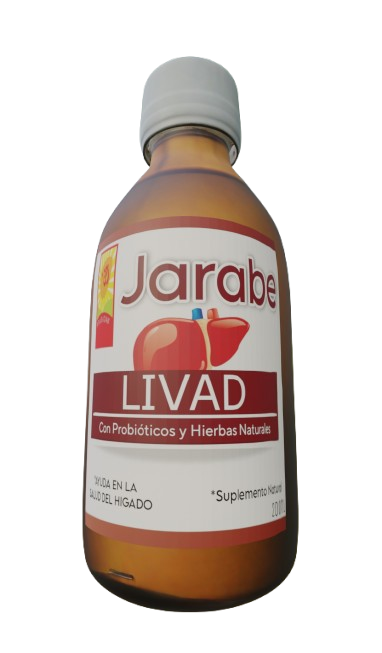 Jarabe
LIVAD
Con Probióticos y Hierbas Naturales
*AYUDA EN LA
SALUD DEL HIGADO
*Suplemento Natural